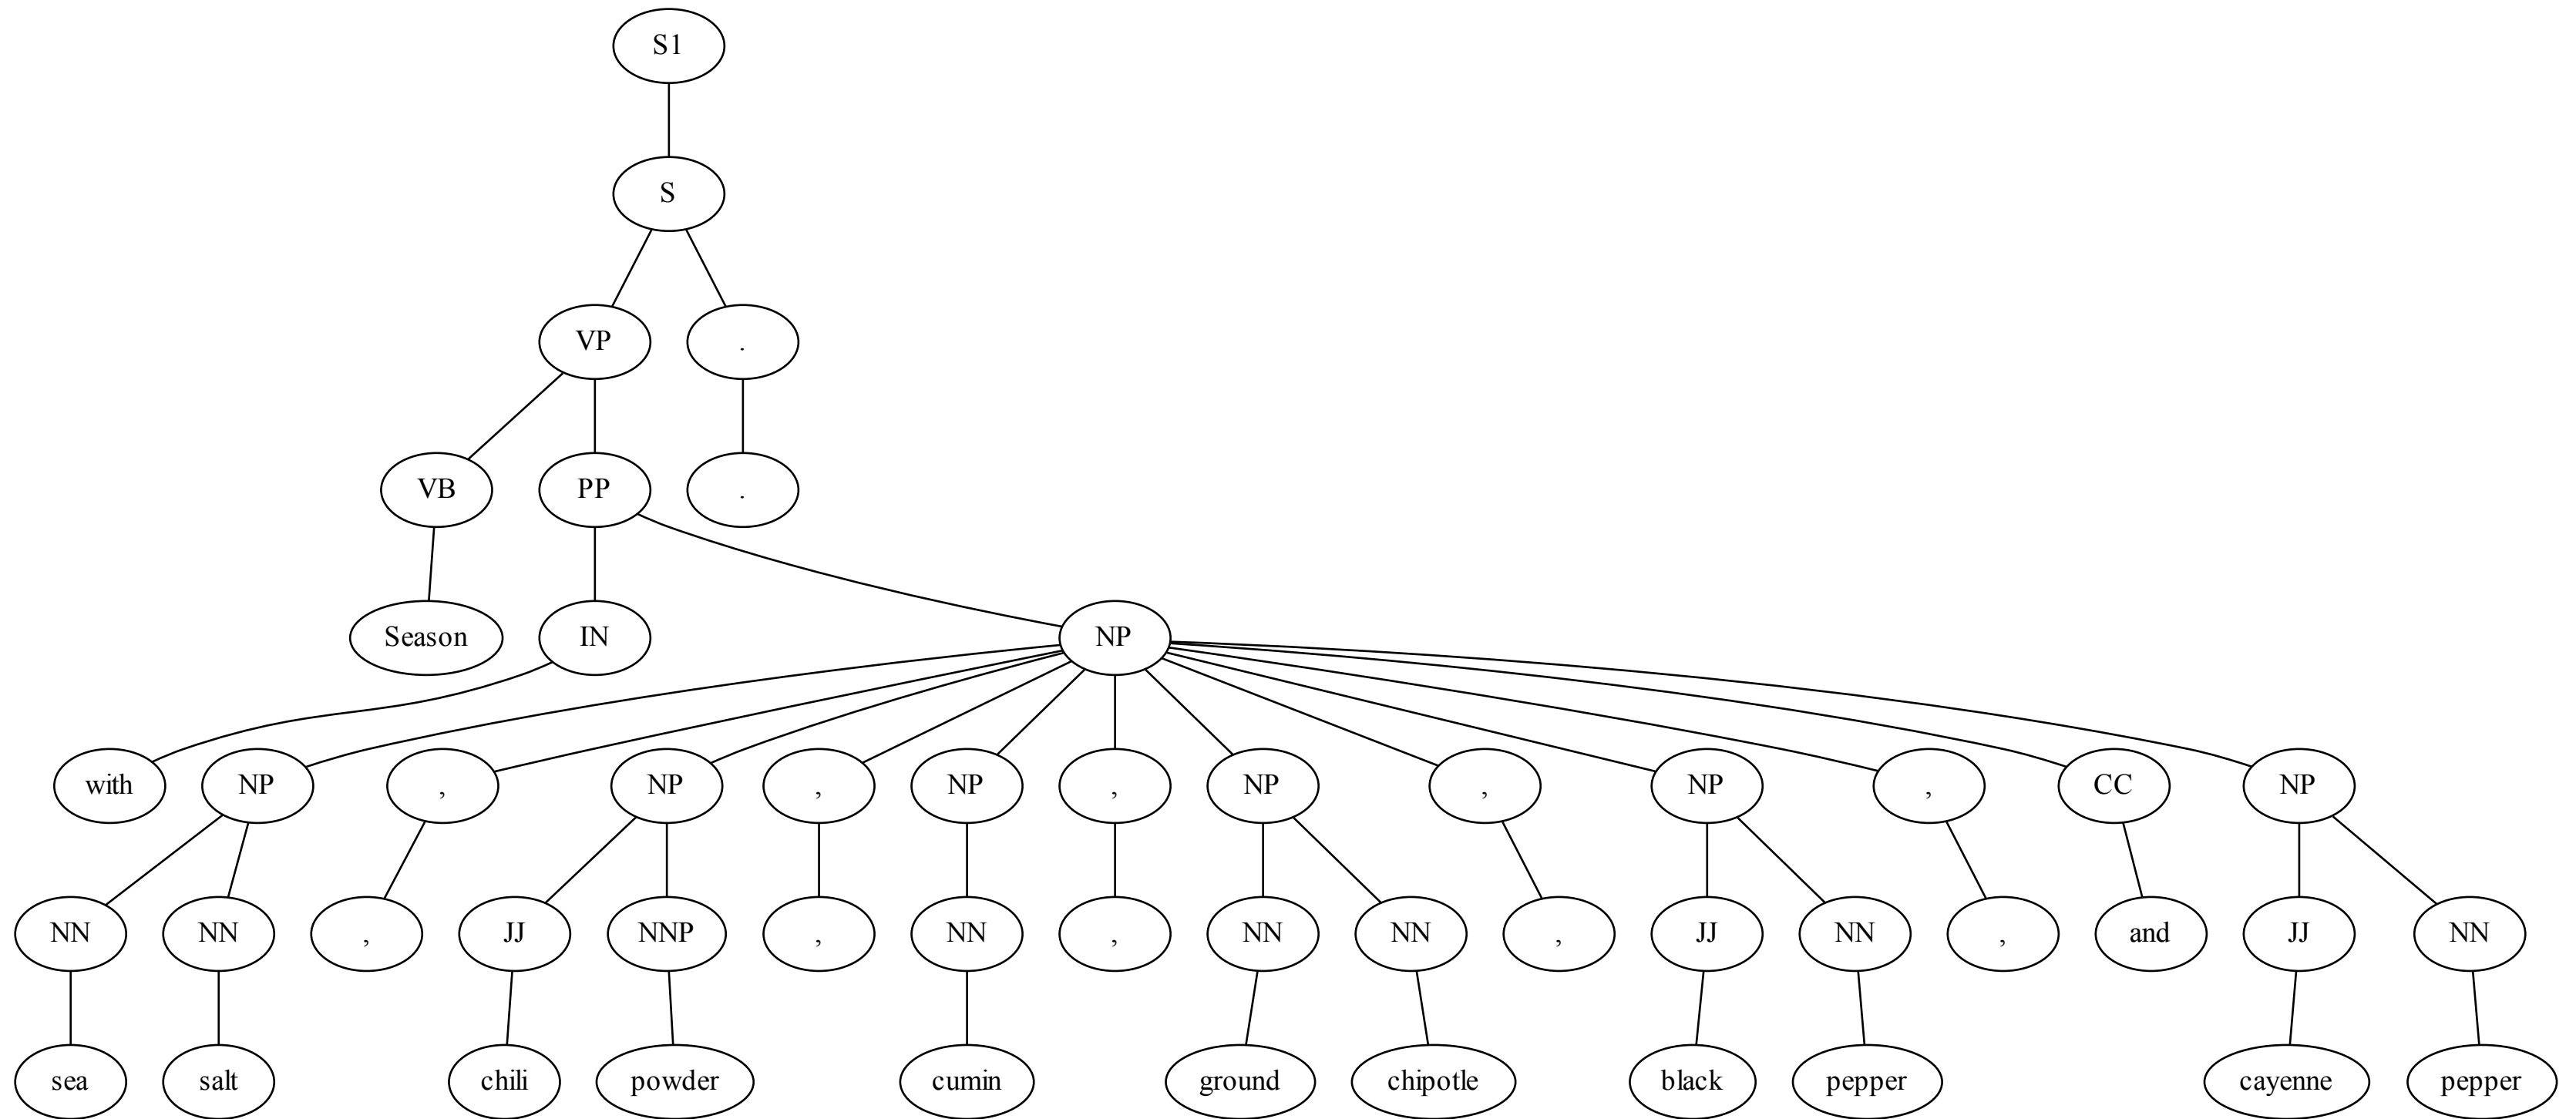 S1
S
VP .
VB PP .
Season IN NP
with NP , NP , NP , NP , NP , CC NP
NN NN , JJ NNP , NN , NN NN , JJ NN , and JJ NN
sea salt chili powder cumin ground chipotle black pepper cayenne pepper